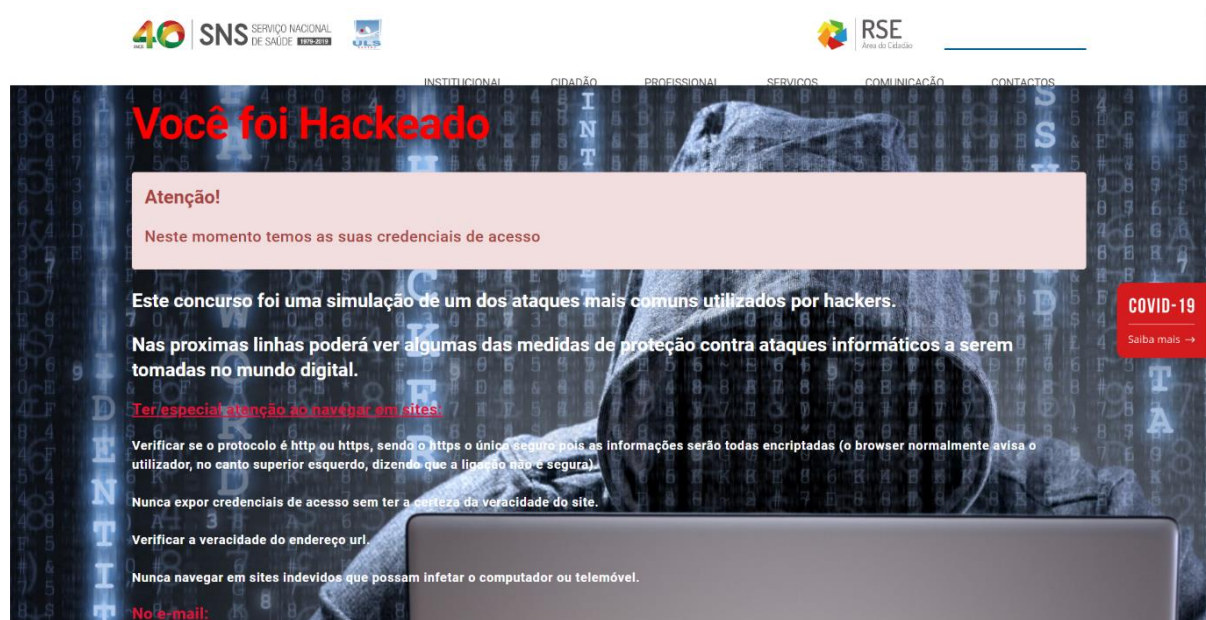 40 SNS SERVIÇO NACIONAL
DE SAÚDE 1979-2019
ULS
RSE
Área do Cidadão
INSTITUCIONAL CIDADÃO PROFISSIONAL SERVIÇOS COMUNICAÇÃO CONTACTOS
Você foi Hackeado
Atenção!
Neste momento temos as suas credenciais de acesso
Este concurso foi uma simulação de um dos ataques mais comuns utilizados por hackers.
Nas proximas linhas poderá ver algumas das medidas de proteção contra ataques informáticos a serem
tomadas no mundo digital.
Ter especial atenção ao navegar em sites:
Verificar se o protocolo é http ou https, sendo o https o único seguro pois as informações serão todas encriptadas (o browser normalmente avisa o
utilizador, no canto superior esquerdo, dizendo que a ligação não é segura)
Nunca expor credenciais de acesso sem ter a certeza da veracidade do site.
Verificar a veracidade do endereço url.
Nunca navegar em sites indevidos que possam infetar o computador ou telemóvel.
No e-mail:
COVID-19
Saiba mais →